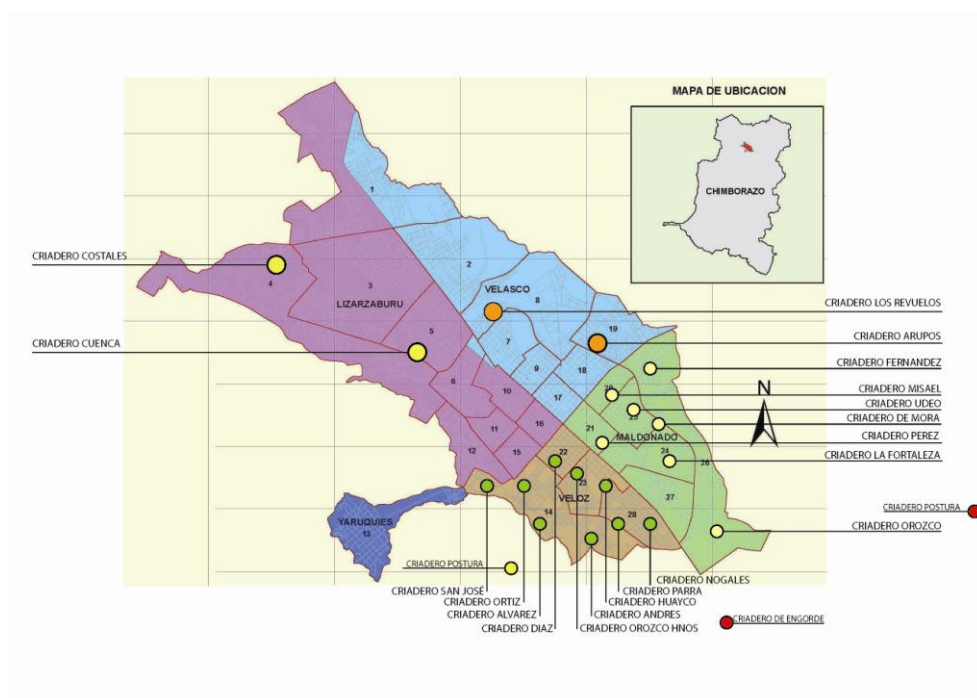 MAPA DE UBICACION
CHIMBORAZO
1
CRIADERO COSTALES
2
4
3
VELASCO
8
LIZARZABURU
CRIADERO LOS REVUELOS
5
19
CRIADERO ARUPOS
CRIADERO CUENCA
7
9
18
CRIADERO FERNANDEZ
6
10
17
20
CRIADERO MISAEL
N
25
CRIADERO UDEO
11
16
21
CRIADERO DE MORA
MALDONADO
CRIADERO PEREZ
12
15
22
24
26
CRIADERO LA FORTALEZA
23
27
VELOZ
CRIADERO POSTURA
14
28
YARUQUIES
13
CRIADERO OROZCO
CRIADERO POSTURA
CRIADERO NOGALES
CRIADERO SAN JOSÉ
CRIADERO PARRA
CRIADERO ORTIZ
CRIADERO HUAYCO
CRIADERO ALVAREZ
CRIADERO ANDRES
CRIADERO DIAZ
CRIADERO OROZCO HNOS
CRIADERO DE ENGORDE